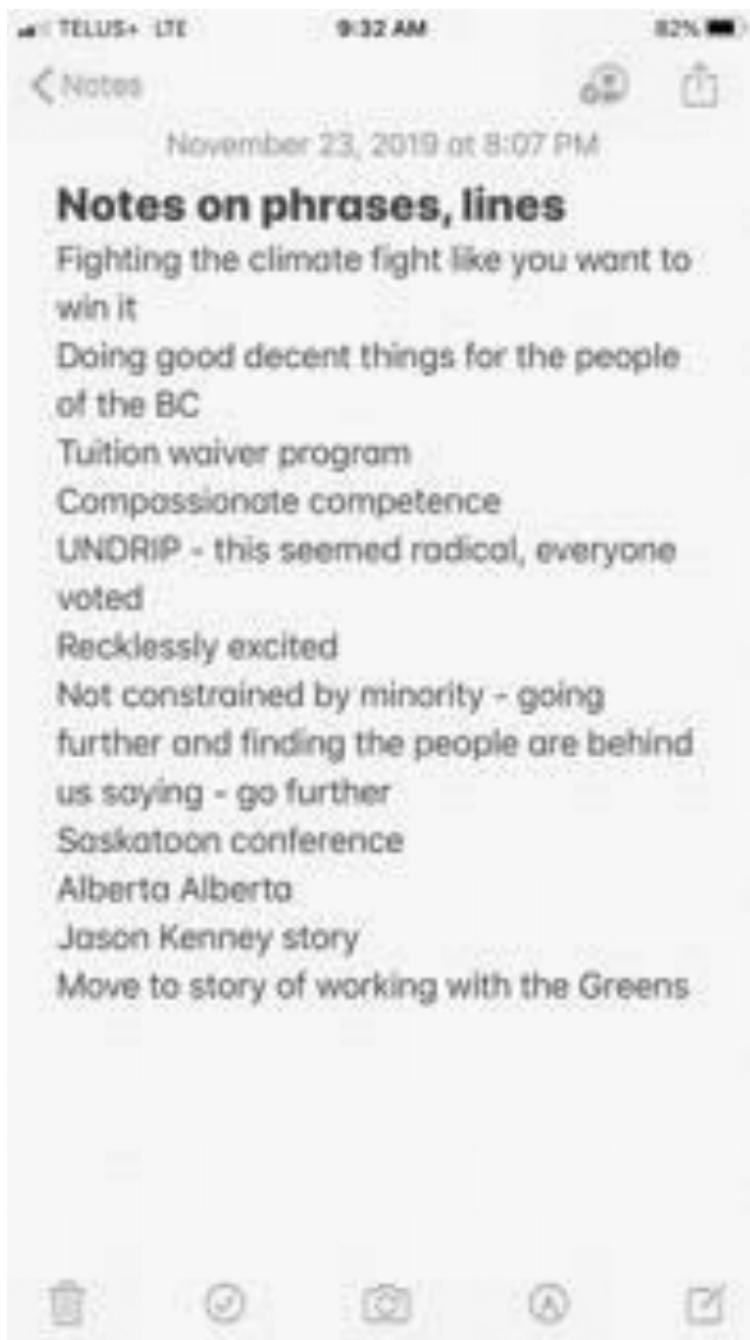 TELUS+ LTE 9:32 AM 82%
Notes
November 23, 2019 at 8:07 PM
Notes on phrases, lines
Fighting the climate fight like you want to
win it
Doing good decent things for the people
of the BC
Tuition waiver program
Compassionate competence
UNDRIP - this seemed radical, everyone
voted
Recklessly excited
Not constrained by minority - going
further and finding the people are behind
us saying - go further
Saskatoon conference
Alberta Alberta
Jason Kenney story
Move to story of working with the Greens